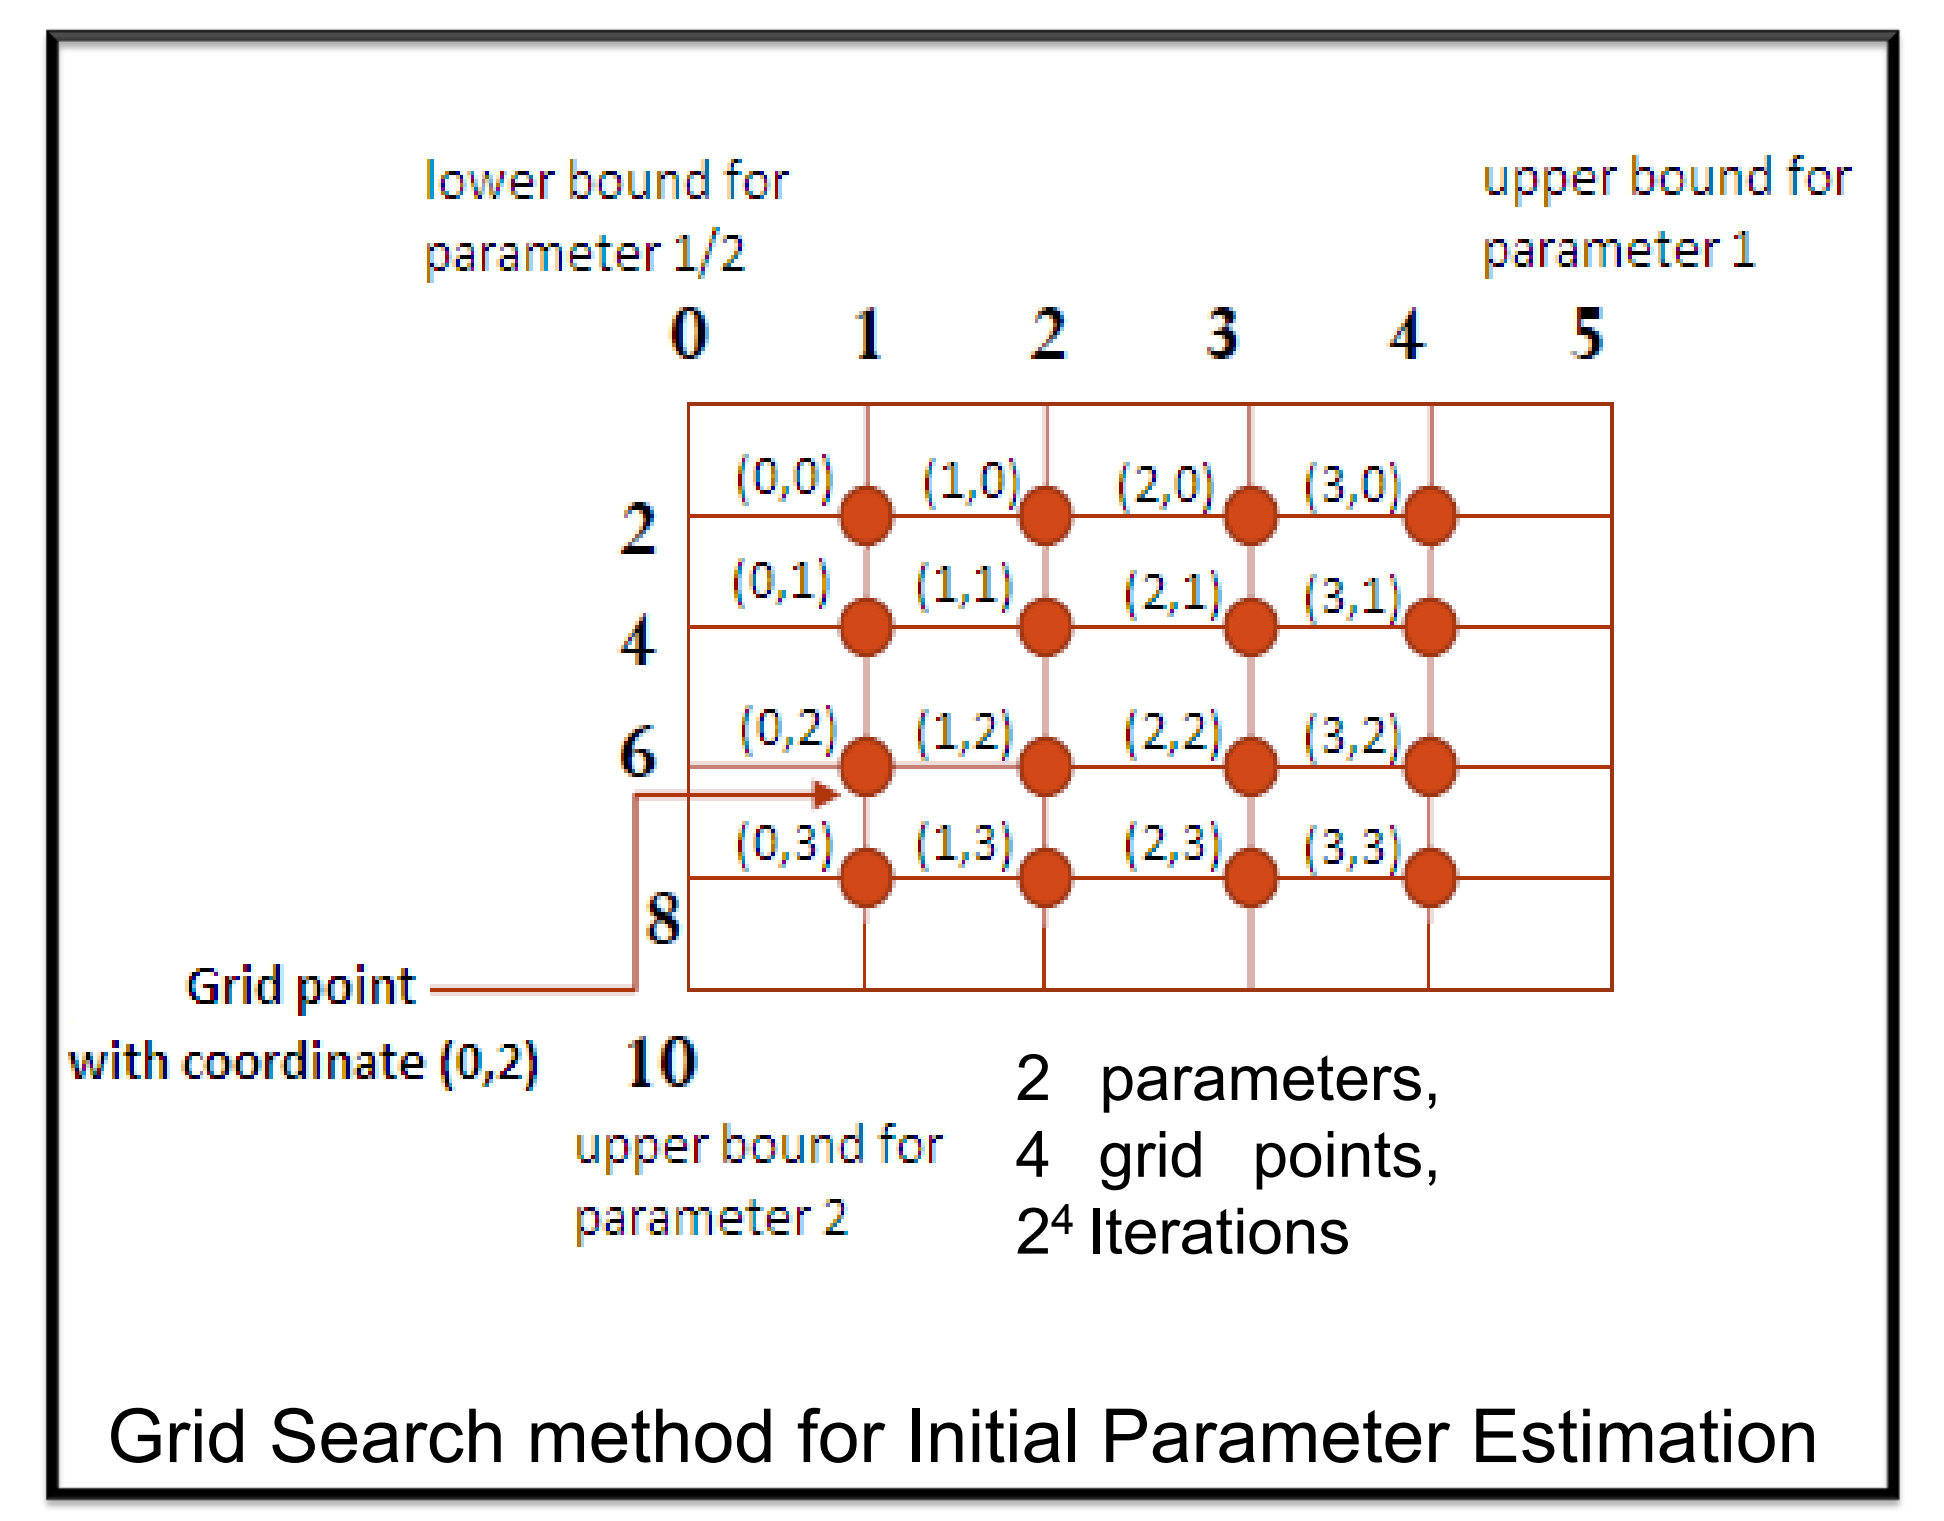 lower bound for
parameter 1/2
upper bound for
parameter 1
0 1 2 3 4 5
(0,0) (1,0) (2,0) (3,0)
2
(0,1) (1,1) (2,1) (3,1)
4
(0,2) (1,2) (2,2) (3,2)
6
(0,3) (1,3) (2,3) (3,3)
8
Grid point
with coordinate (0,2)
10
upper bound for
parameter 2
2 parameters,
4 grid points,
2⁴ Iterations
Grid Search method for Initial Parameter Estimation